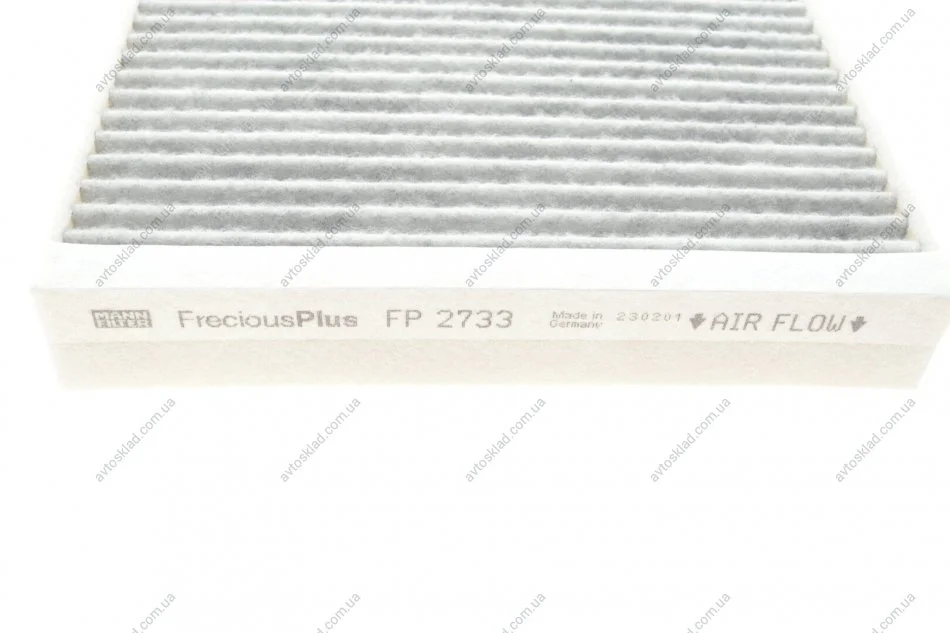 MANN
FILTER
FreciousPlus FP 2733
Made in
Germany
230201
AIR FLOW
avtosklad.com.ua